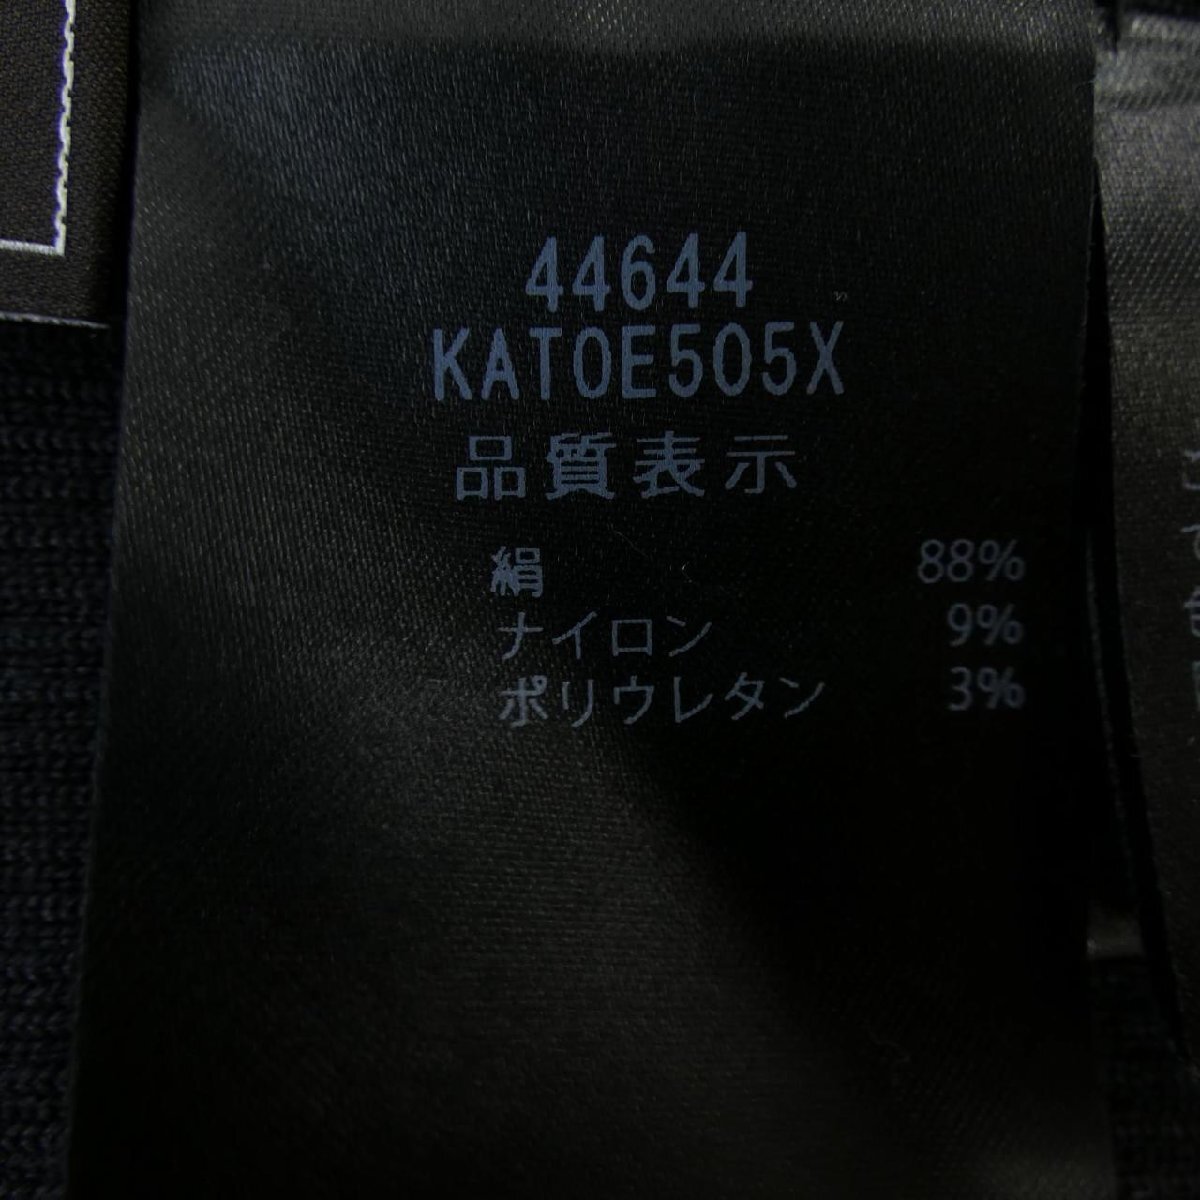 44644
KATOE505X
品質表示
絹 88%
ナイロン 9%
ポリウレタン 3%